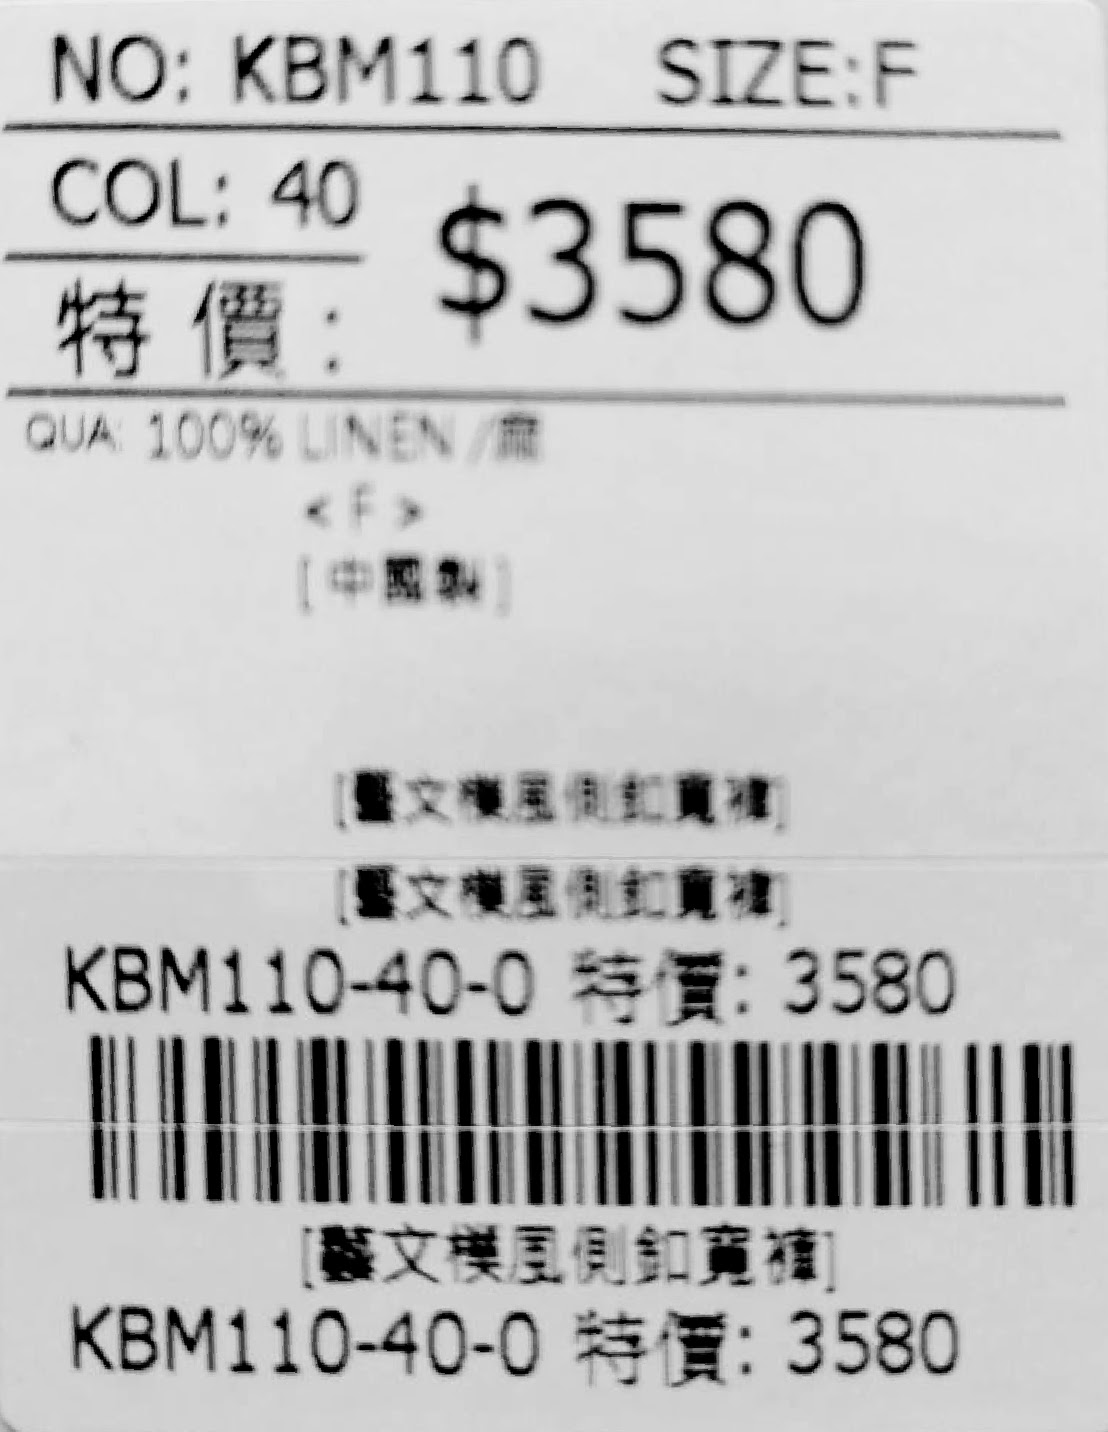 NO: KBM110 SIZE:F
COL: 40
$3580
特價:
QUA: 100% LINEN /麻
< F >
[中國製]
[藝文樸風側釦寬褲]
[藝文樸風側釦寬褲]
KBM110-40-0 特價: 3580
[藝文樸風側釦寬褲]
KBM110-40-0 特價: 3580